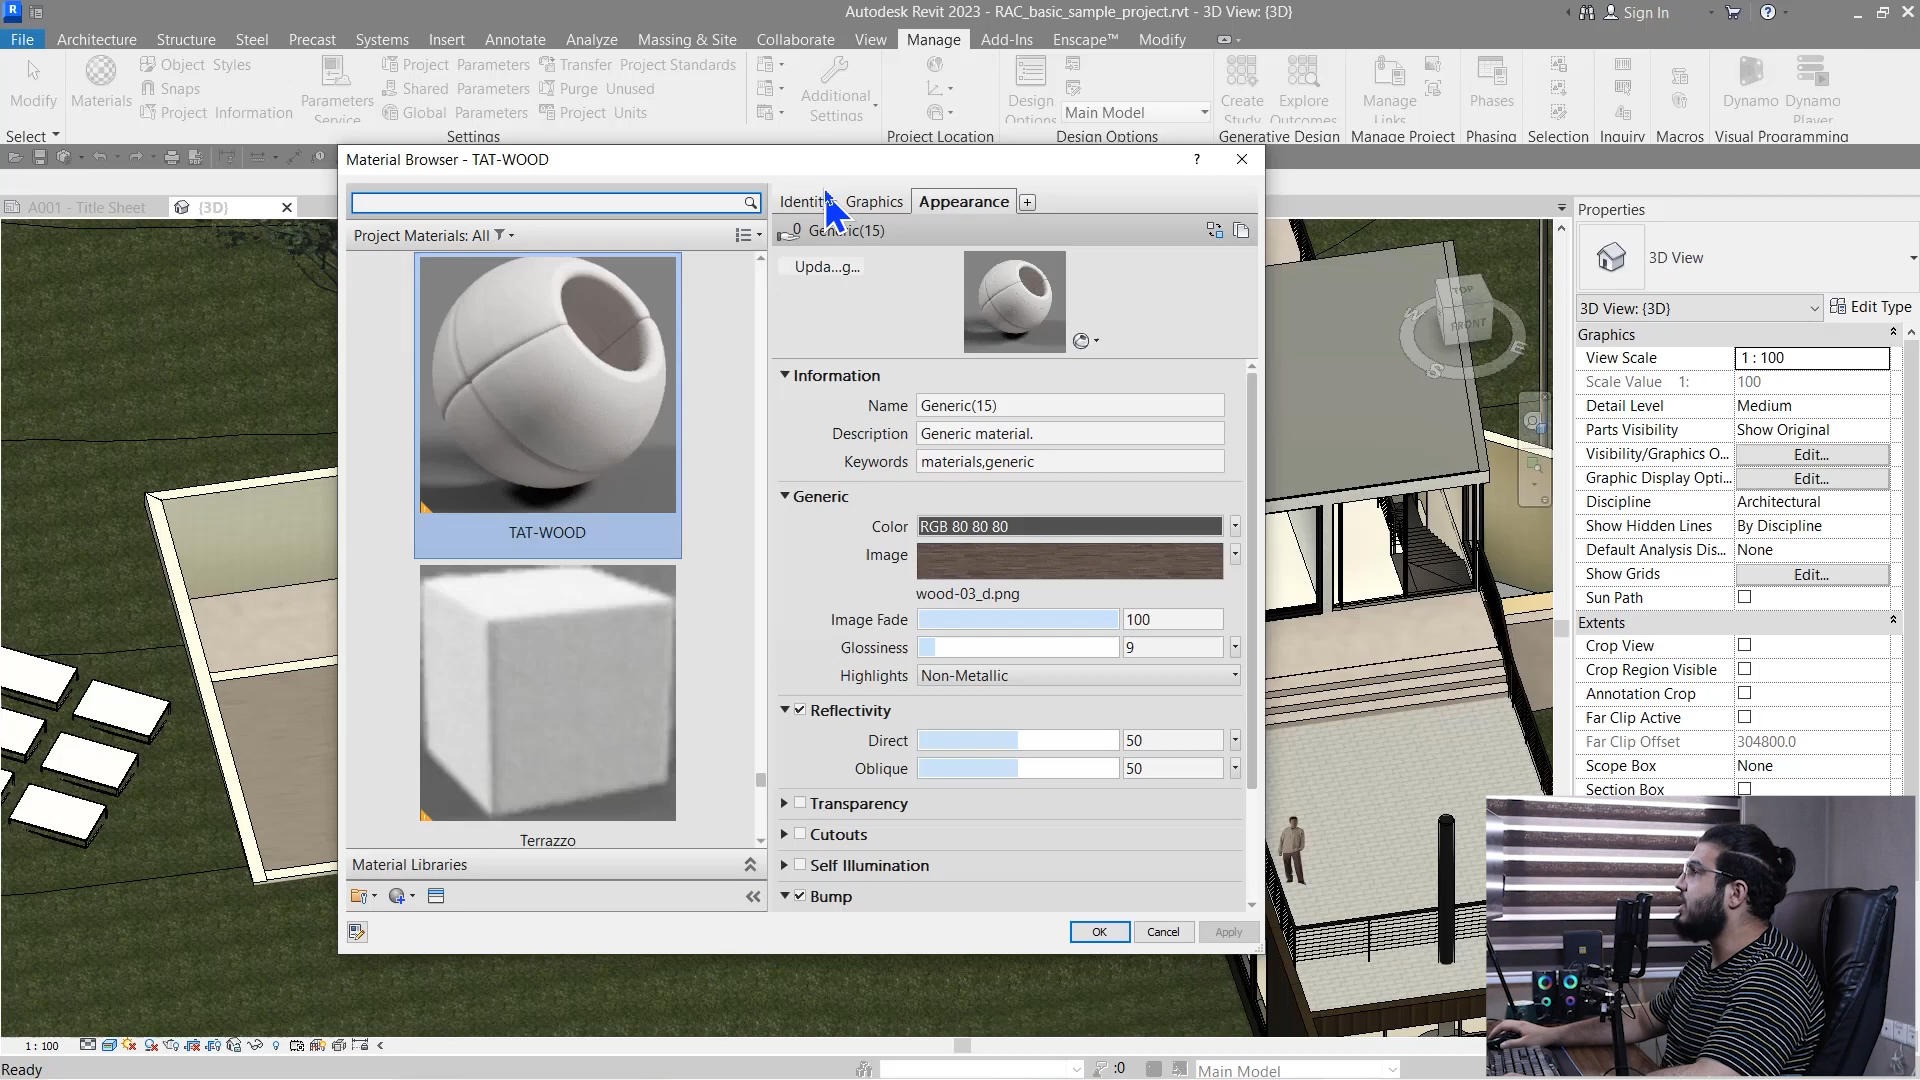 Autodesk Revit 2023 - RAC_basic_sample_project.rvt - 3D View: {3D}
Sign In
File Architecture Structure Steel Precast Systems Insert Annotate Analyze Massing & Site Collaborate View Manage Add-Ins Enscape™ Modify
Modify
Materials
Object Styles
Snaps
Project Information
Parameters
Service
Project Parameters
Shared Parameters
Global Parameters
Transfer Project Standards
Purge Unused
Project Units
Additional
Settings
Design
Options
Main Model
Create
Study
Explore
Outcomes
Manage
Links
Phases
Dynamo
Dynamo
Player
Select
Settings
Project Location
Design Options
Generative Design
Manage Project
Phasing
Selection
Inquiry
Macros
Visual Programming
A001 - Title Sheet
{3D}
Material Browser - TAT-WOOD
Project Materials: All
TAT-WOOD
Terrazzo
Material Libraries
Graphics
Appearance
0
Upda...g...
Information
Name Generic(15)
Description Generic material.
Keywords materials,generic
Generic
Color RGB 80 80 80
Image
wood-03_d.png
Image Fade 100
Glossiness 9
Highlights Non-Metallic
Reflectivity
Direct 50
Oblique 50
Transparency
Cutouts
Self Illumination
Bump
OK Cancel Apply
TOP
FRONT
W
S
E
Properties
3D View
3D View: {3D}
Edit Type
Graphics
View Scale 1 : 100
Scale Value 1: 100
Detail Level Medium
Parts Visibility Show Original
Visibility/Graphics O... Edit...
Graphic Display Opti... Edit...
Discipline Architectural
Show Hidden Lines By Discipline
Default Analysis Dis... None
Show Grids Edit...
Sun Path
Extents
Crop View
Crop Region Visible
Annotation Crop
Far Clip Active
Far Clip Offset 304800.0
Scope Box None
Section Box
1 : 100
Ready
:0
Main Model